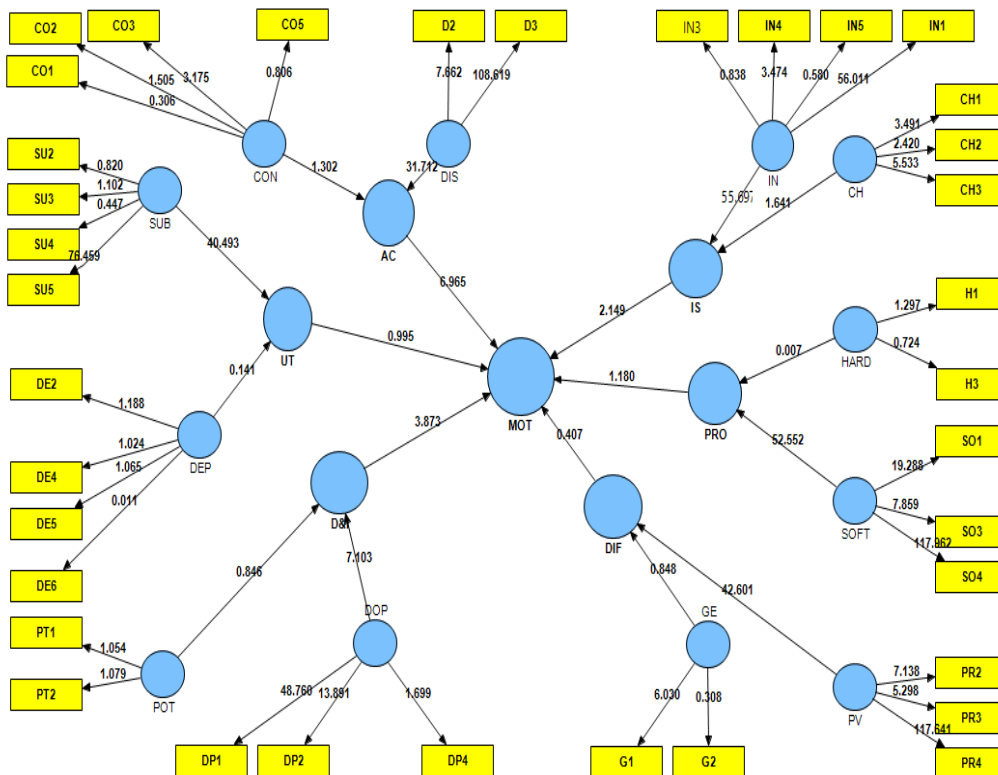 CO2
CO3
CO5
D2
D3
IN3
IN4
IN5
IN1
CO1
1.505
3.175
0.806
7.662
108.619
0.838
3.474
0.580
56.011
0.306
CH1
3.491
CH2
2.420
CH3
5.533
SU2
0.820
SU3
1.102
SU4
0.447
SU5
76.459
SUB
CON
1.302
31.712
DIS
IN
CH
55.697
1.641
40.493
AC
6.965
IS
2.149
UT
0.995
H1
1.297
HARD
0.724
H3
0.007
0.141
MOT
1.180
PRO
DE2
1.188
DE4
1.024
DE5
1.065
DE6
0.011
DEP
3.873
0.407
52.552
SO1
19.288
SO3
7.859
SO4
117.962
SOFT
DIF
0.846
7.103
0.848
42.601
PT1
1.054
PT2
1.079
POT
DOP
GE
PV
48.760
13.891
1.699
6.030
0.308
PR2
7.138
PR3
5.298
PR4
117.641
DP1
DP2
DP4
G1
G2